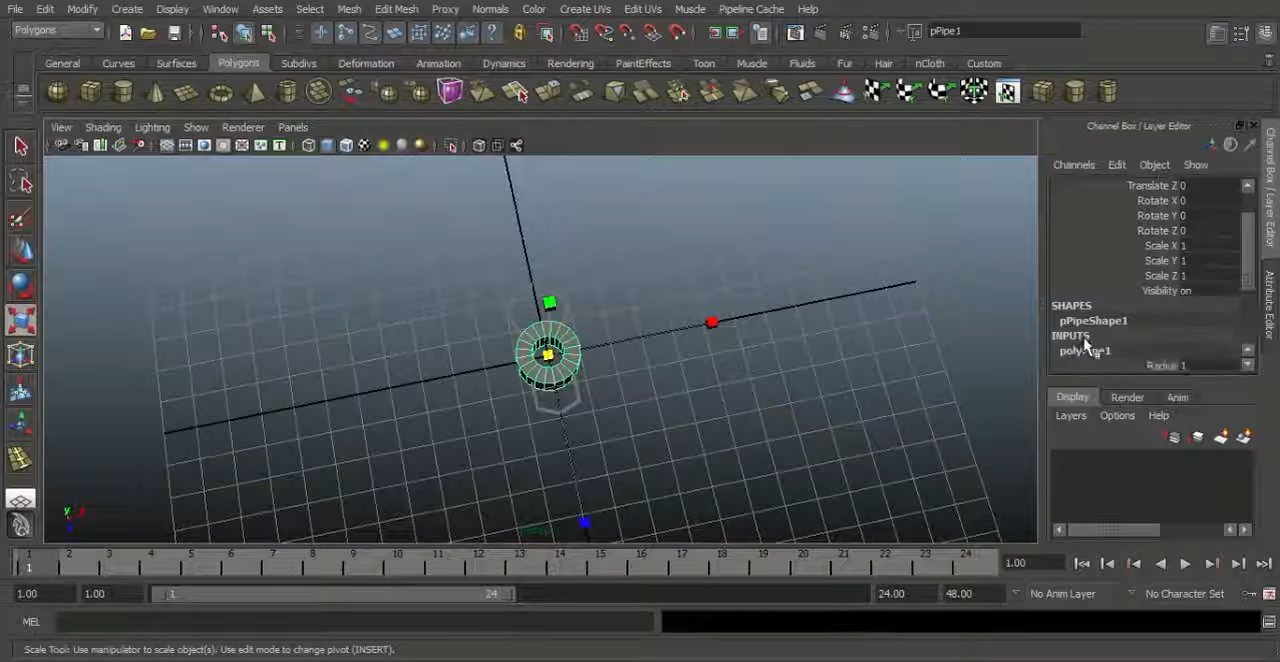 File Edit Modify Create Display Window Assets Select Mesh Edit Mesh Proxy Normals Color Create UVs Edit UVs Muscle Pipeline Cache Help
Polygons
pPipe1
General Curves Surfaces Polygons Subdivs Deformation Animation Dynamics Rendering PaintEffects Toon Muscle Fluids Fur Hair nCloth Custom
View Shading Lighting Show Renderer Panels
Channel Box / Layer Editor
Channels Edit Object Show
Translate Z 0
Rotate X 0
Rotate Y 0
Rotate Z 0
Scale X 1
Scale Y 1
Scale Z 1
Visibility on
SHAPES
pPipeShape1
INPUTS
Radius 1
Channel Box / Layer Editor
Attribute Editor
Display Render Anim
Layers Options Help
y
1 2 3 4 5 6 7 8 9 10 11 12 13 14 15 16 17 18 19 20 21 22 23 24
1
1.00
1.00 1.00 1 24 24.00 48.00 No Anim Layer No Character Set
MEL
Scale Tool: Use manipulator to scale object(s). Use edit mode to change pivot (INSERT).